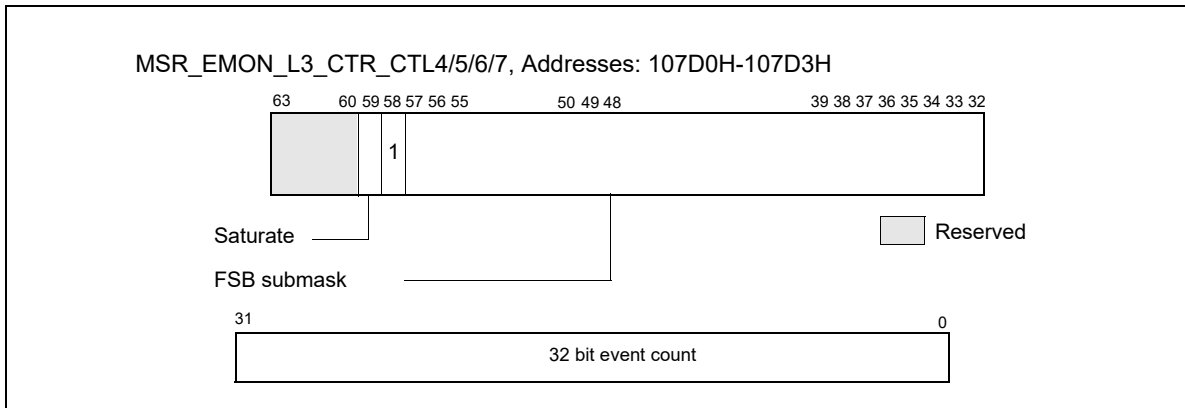 MSR_EMON_L3_CTR_CTL4/5/6/7, Addresses: 107D0H-107D3H
63 60 59 58 57 56 55 50 49 48 39 38 37 36 35 34 33 32
1
Saturate
Reserved
FSB submask
31 0
32 bit event count